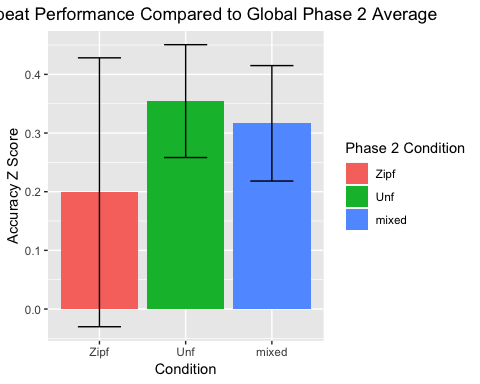 peat Performance Compared to Global Phase 2 Average
Accuracy Z Score
0.4
0.3
0.2
0.1
0.0
Zipf
Unf
mixed
Condition
Phase 2 Condition
Zipf
Unf
mixed